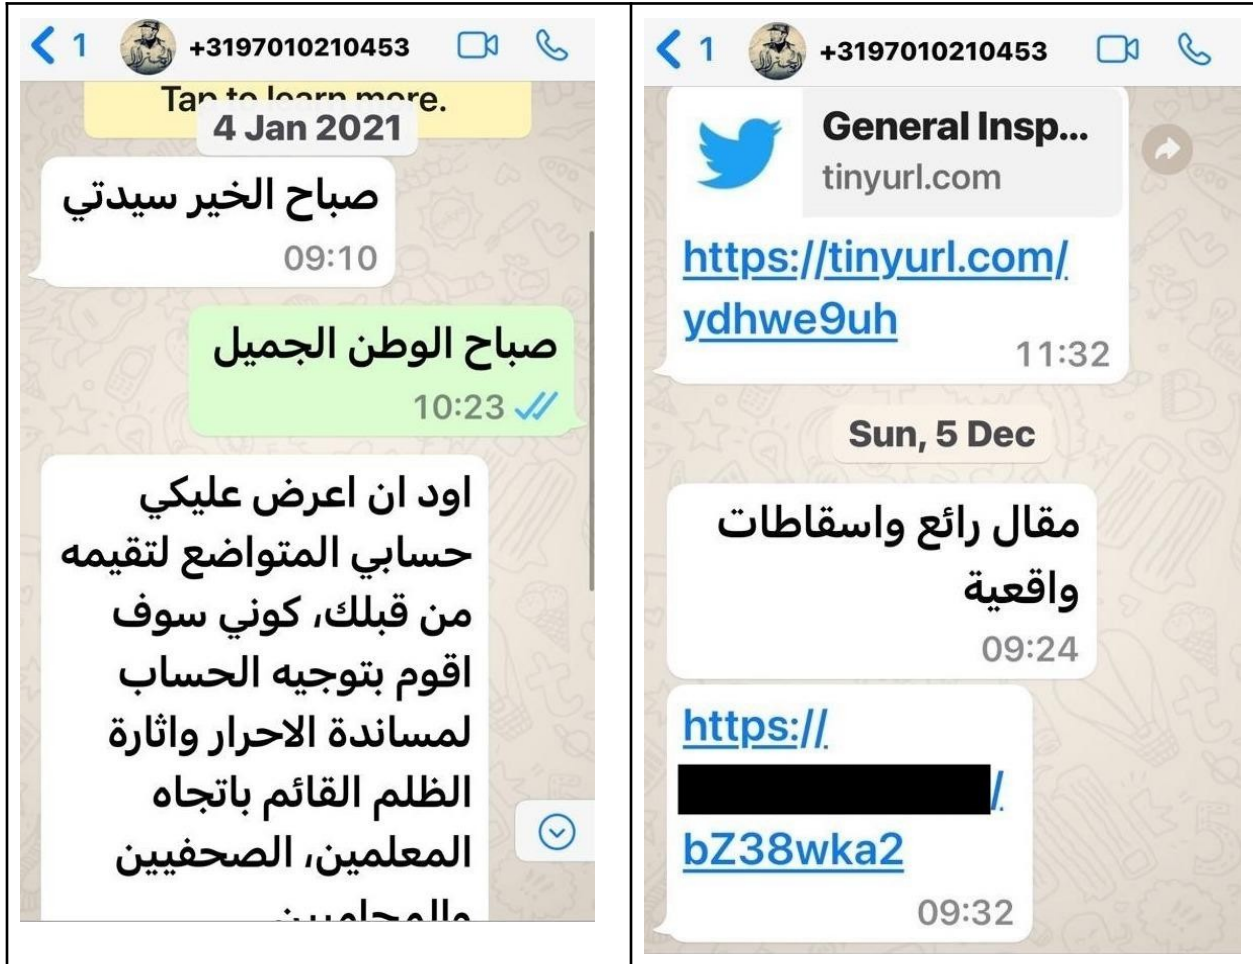 1
+3197010210453
Tap to learn more.
4 Jan 2021
صباح الخير سيدتي
09:10
صباح الوطن الجميل
10:23
اود ان اعرض عليكي
حسابي المتواضع لتقيمه
من قبلك، كوني سوف
اقوم بتوجيه الحساب
لمساندة الاحرار واثارة
الظلم القائم باتجاه
المعلمين، الصحفيين
والمحاميين
1
+3197010210453
General Insp...
tinyurl.com
https://tinyurl.com/
ydhwe9uh
11:32
Sun, 5 Dec
مقال رائع واسقاطات
واقعية
09:24
https://
/
bZ38wka2
09:32